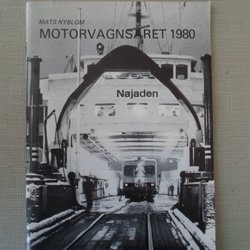 MATS NYBLOM
MOTORVAGNSÅRET 1980
Najaden